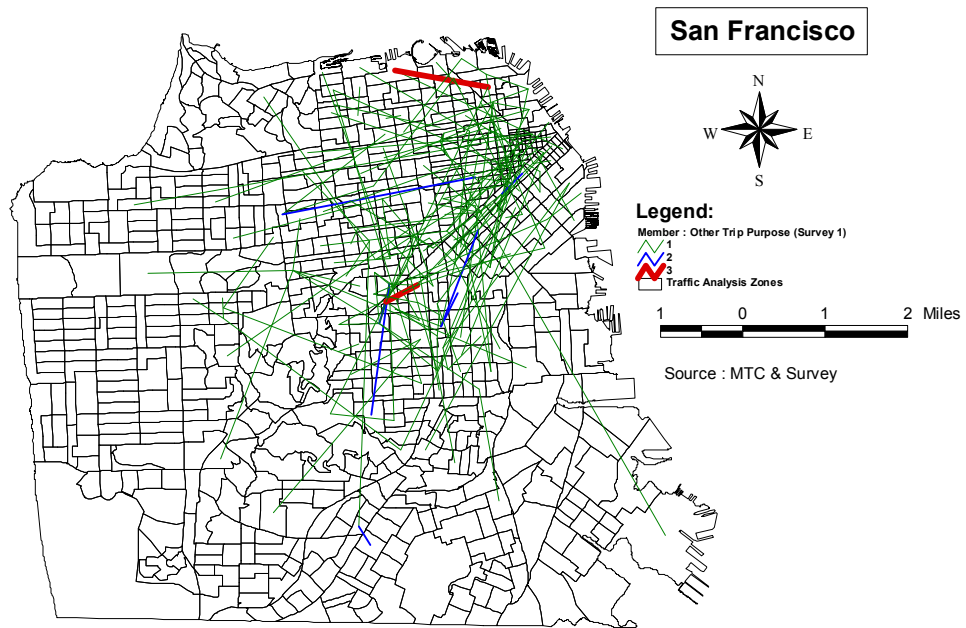 San Francisco
N
W E
S
Legend:
Member : Other Trip Purpose (Survey 1)
1
2
3
Traffic Analysis Zones
1 0 1 2 Miles
Source : MTC & Survey